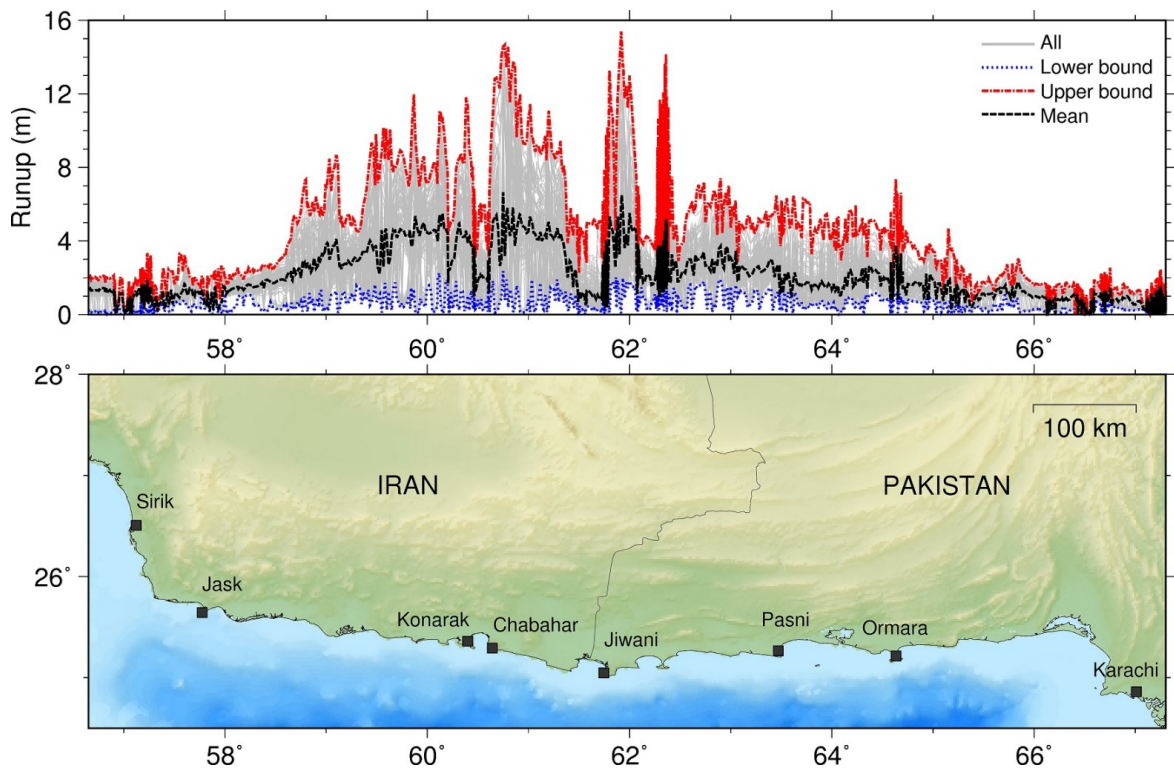 16
12
8
4
0
Runup (m)
All
Lower bound
Upper bound
Mean
58˚ 60˚ 62˚ 64˚ 66˚
28˚
26˚
100 km
IRAN PAKISTAN
Sirik
Jask
Konarak Chabahar
Jiwani
Pasni
Ormara
Karachi
58˚ 60˚ 62˚ 64˚ 66˚